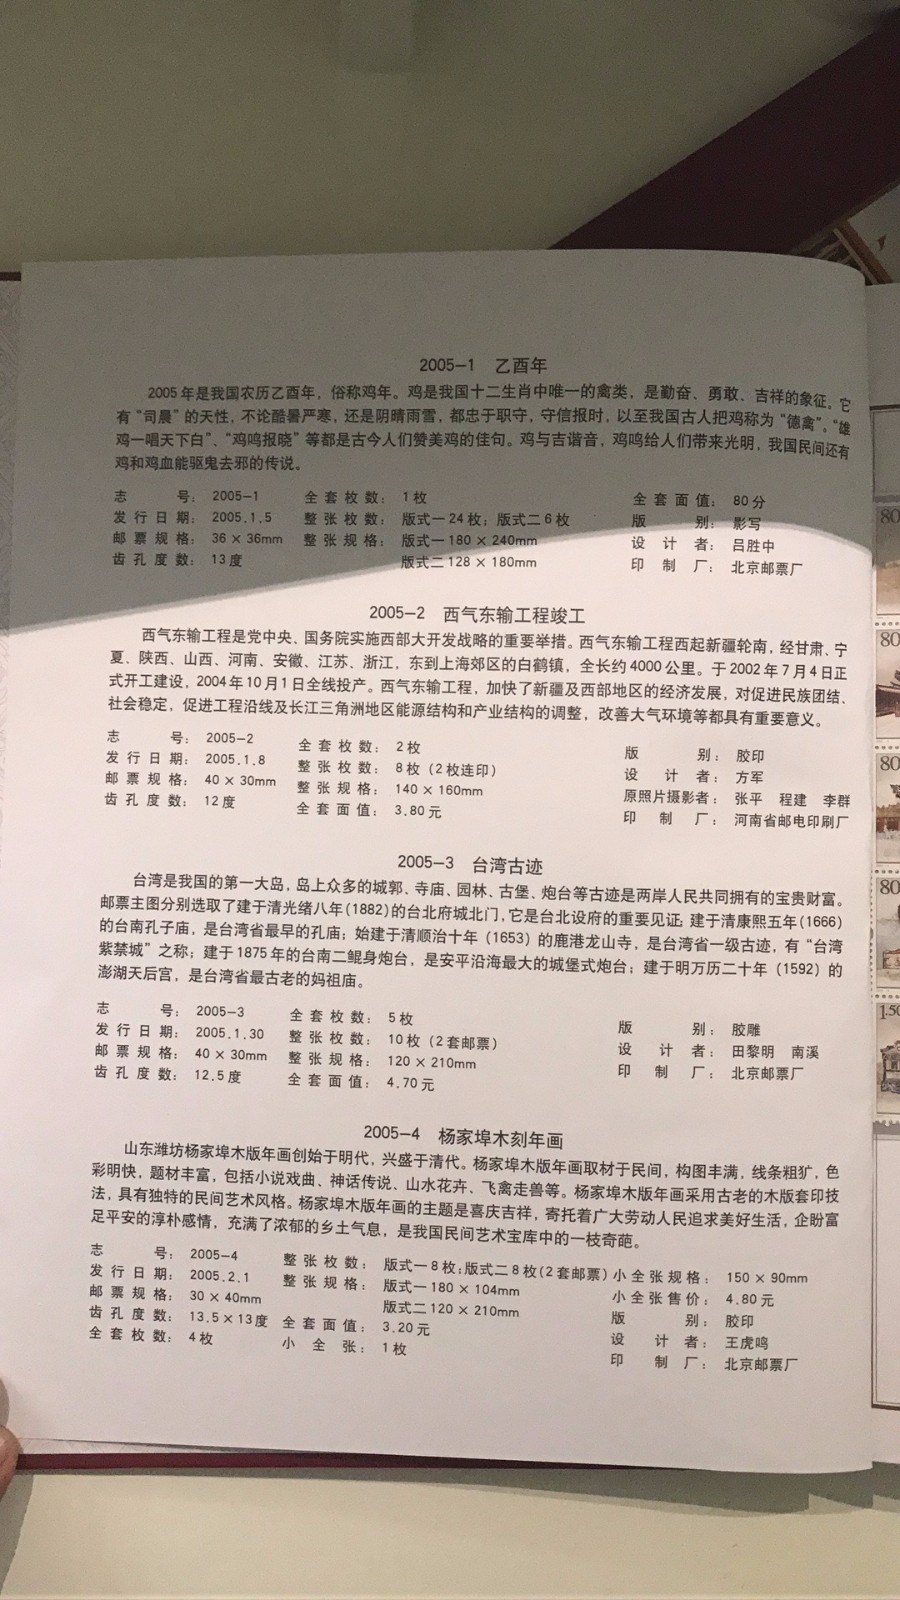 2005-1 乙酉年
2005年是我国农历乙酉年，俗称鸡年。鸡是我国十二生肖中唯一的禽类，是勤奋、勇敢、吉祥的象征。它
有“司晨”的天性，不论酷暑严寒，还是阴晴雨雪，都忠于职守，守信报时，以至我国古人把鸡称为“德禽”。“雄
鸡一唱天下白”、“鸡鸣报晓”等都是古今人们赞美鸡的佳句。鸡与吉谐音，鸡鸣给人们带来光明，我国民间还有
鸡和鸡血能驱鬼去邪的传说。
志号：2005-1 全套枚数：1枚 全套面值：80分
发行日期：2005.1.5 整张枚数：版式一24枚；版式二6枚 版别：影写
邮票规格：36×36mm 整张规格：版式一180×240mm 设计者：吕胜中
齿孔度数：13度 版式二128×180mm 印制厂：北京邮票厂
2005-2 西气东输工程竣工
西气东输工程是党中央、国务院实施西部大开发战略的重要举措。西气东输工程西起新疆轮南，经甘肃、宁
夏、陕西、山西、河南、安徽、江苏、浙江，东到上海郊区的白鹤镇，全长约4000公里。于2002年7月4日正
式开工建设，2004年10月1日全线投产。西气东输工程，加快了新疆及西部地区的经济发展，对促进民族团结、
社会稳定，促进工程沿线及长江三角洲地区能源结构和产业结构的调整，改善大气环境等都具有重要意义。
志号：2005-2 全套枚数：2枚 版别：胶印
发行日期：2005.1.8 整张枚数：8枚（2枚连印） 设计者：方军
邮票规格：40×30mm 整张规格：140×160mm 原照片摄影者：张平 程建 李群
齿孔度数：12度 全套面值：3.80元 印制厂：河南省邮电印刷厂
2005-3 台湾古迹
台湾是我国的第一大岛，岛上众多的城郭、寺庙、园林、古堡、炮台等古迹是两岸人民共同拥有的宝贵财富。
邮票主图分别选取了建于清光绪八年(1882)的台北府城北门，它是台北设府的重要见证；建于清康熙五年(1666)
的台南孔子庙，是台湾省最早的孔庙；始建于清顺治十年（1653）的鹿港龙山寺，是台湾省一级古迹，有“台湾
紫禁城”之称；建于1875年的台南二鲲身炮台，是安平沿海最大的城堡式炮台；建于明万历二十年（1592）的
澎湖天后宫，是台湾省最古老的妈祖庙。
志号：2005-3 全套枚数：5枚 版别：胶雕
发行日期：2005.1.30 整张枚数：10枚（2套邮票） 设计者：田黎明 南溪
邮票规格：40×30mm 整张规格：120×210mm 印制厂：北京邮票厂
齿孔度数：12.5度 全套面值：4.70元
2005-4 杨家埠木刻年画
山东潍坊杨家埠木版年画创始于明代，兴盛于清代。杨家埠木版年画取材于民间，构图丰满，线条粗犷，色
彩明快，题材丰富，包括小说戏曲、神话传说、山水花卉、飞禽走兽等。杨家埠木版年画采用古老的木版套印技
法，具有独特的民间艺术风格。杨家埠木版年画的主题是喜庆吉祥，寄托着广大劳动人民追求美好生活，企盼富
足平安的淳朴感情，充满了浓郁的乡土气息，是我国民间艺术宝库中的一枝奇葩。
志号：2005-4 整张枚数：版式一8枚；版式二8枚(2套邮票) 小全张规格：150×90mm
发行日期：2005.2.1 整张规格：版式一180×104mm 小全张售价：4.80元
邮票规格：30×40mm 版式二120×210mm 版别：胶印
齿孔度数：13.5×13度 全套面值：3.20元 设计者：王虎鸣
全套枚数：4枚 小全张：1枚 印制厂：北京邮票厂
80
80
80
80
1.50